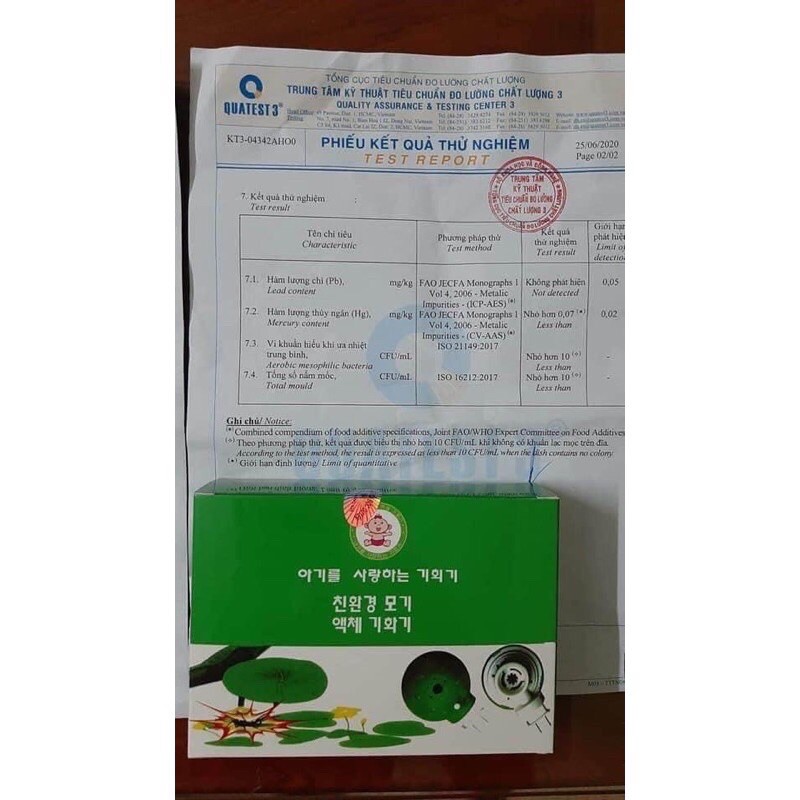 TỔNG CỤC TIÊU CHUẨN ĐO LƯỜNG CHẤT LƯỢNG
TRUNG TÂM KỸ THUẬT TIÊU CHUẨN ĐO LƯỜNG CHẤT LƯỢNG 3
QUALITY ASSURANCE & TESTING CENTER 3
QUATEST 3®
KT3-04342AHO0
PHIẾU KẾT QUẢ THỬ NGHIỆM
TEST REPORT
25/06/2020
Page 02/02
TRUNG TÂM
KỸ THUẬT
TIÊU CHUẨN ĐO LƯỜNG
CHẤT LƯỢNG 3
7. Kết quả thử nghiệm :
Test result
Tên chỉ tiêu
Characteristic
Phương pháp thử
Test method
Kết quả
thử nghiệm
Test result
Giới hạn
phát hiện
Limit of
detection
7.1. Hàm lượng chì (Pb), mg/kg
Lead content
FAO JECFA Monographs 1
Vol 4, 2006 - Metalic
Impurities - (ICP-AES) (*)
Không phát hiện
Not detected
0,05
7.2. Hàm lượng thủy ngân (Hg), mg/kg
Mercury content
FAO JECFA Monographs 1
Vol 4, 2006 - Metalic
Impurities - (CV-AAS) (*)
Nhỏ hơn 0,07 (*)
Less than
0,02
7.3. Vi khuẩn hiếu khí ưa nhiệt
trung bình, CFU/mL
Aerobic mesophilic bacteria
ISO 21149:2017
Nhỏ hơn 10 (◊)
Less than
-
7.4. Tổng số nấm mốc, CFU/mL
Total mould
ISO 16212:2017
Nhỏ hơn 10 (◊)
Less than
-
Ghi chú/ Notice:
(*) Combined compendium of food additive specifications, Joint FAO/WHO Expert Committee on Food Additives
(◊) Theo phương pháp thử, kết quả được biểu thị nhỏ hơn 10 CFU/mL khi không có khuẩn lạc mọc trên đĩa.
According to the test method, the result is expressed as less than 10 CFU/mL when the dish contains no colony.
(*) Giới hạn định lượng/ Limit of quantitative
아기를 사랑하는 기회기
친환경 모기
액체 기화기